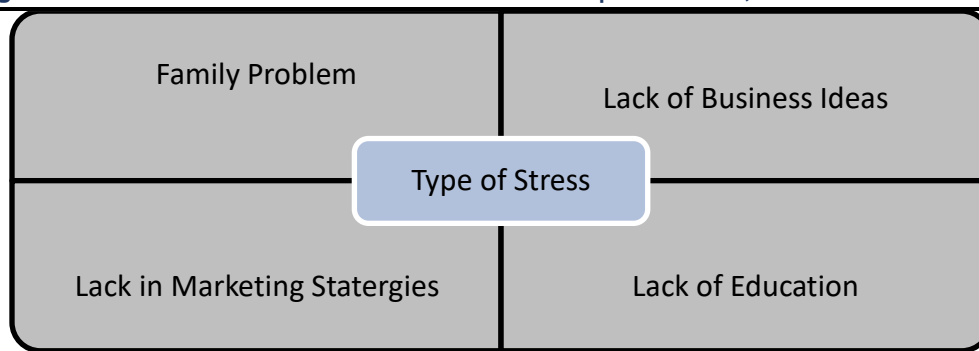 Family Problem
Lack of Business Ideas
Type of Stress
Lack in Marketing Statergies
Lack of Education